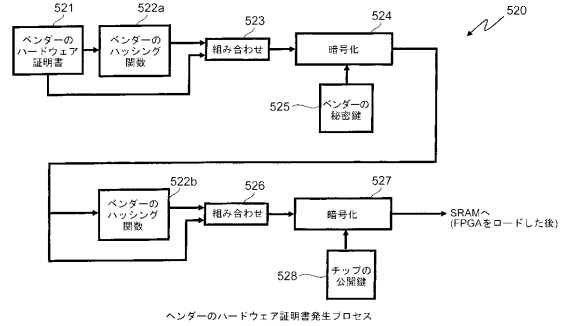 521
522a
523
524
520
ベンダーの
ハードウェア
証明書
ベンダーの
ハッシング
関数
組み合わせ
暗号化
525
ベンダーの
秘密鍵
522b
526
527
ベンダーの
ハッシング
関数
組み合わせ
暗号化
SRAMへ
(FPGAをロードした後)
528
チップの
公開鍵
ベンダーのハードウェア証明書発生プロセス